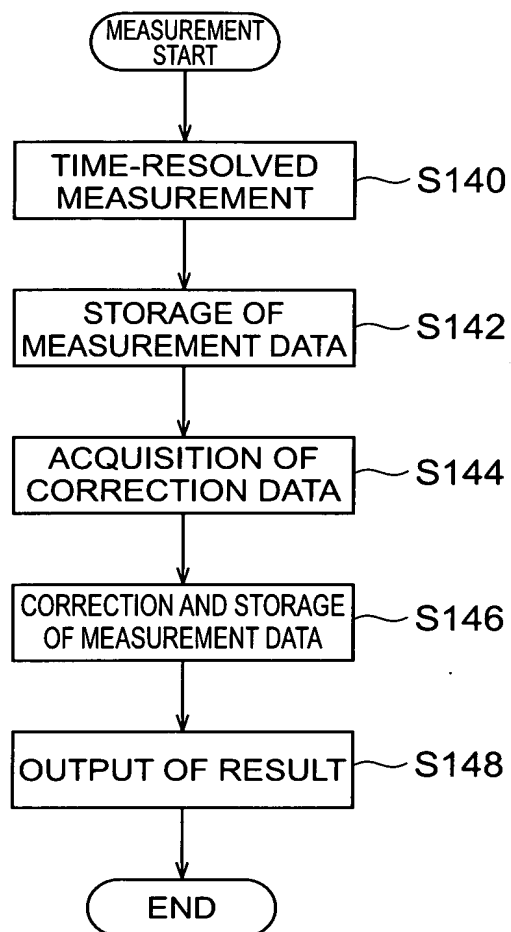 MEASUREMENT
START
TIME-RESOLVED
MEASUREMENT
S140
STORAGE OF
MEASUREMENT DATA
S142
ACQUISITION OF
CORRECTION DATA
S144
CORRECTION AND STORAGE
OF MEASUREMENT DATA
S146
OUTPUT OF RESULT
S148
END